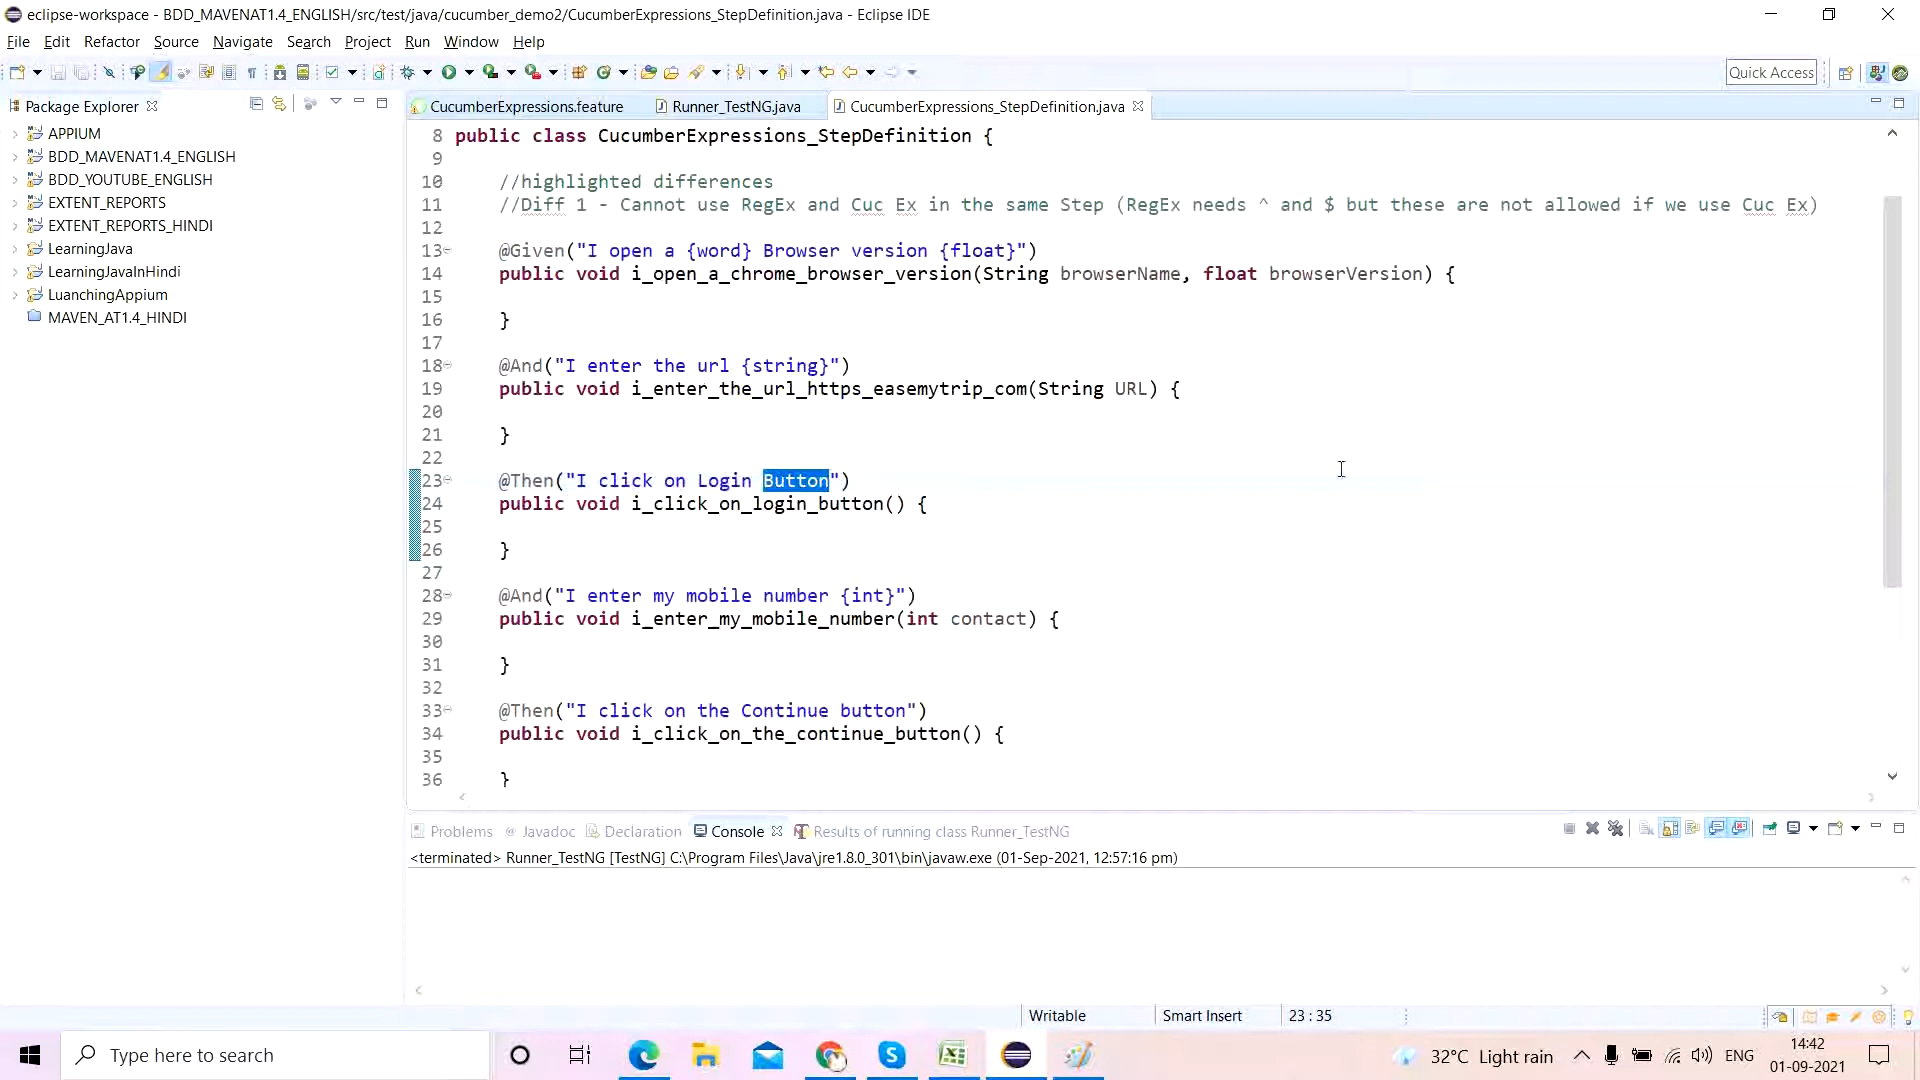 eclipse-workspace - BDD_MAVENAT1.4_ENGLISH/src/test/java/cucumber_demo2/CucumberExpressions_StepDefinition.java - Eclipse IDE
File Edit Refactor Source Navigate Search Project Run Window Help
Quick Access
Package Explorer
CucumberExpressions.feature Runner_TestNG.java CucumberExpressions_StepDefinition.java
APPIUM
BDD_MAVENAT1.4_ENGLISH
BDD_YOUTUBE_ENGLISH
EXTENT_REPORTS
EXTENT_REPORTS_HINDI
LearningJava
LearningJavaInHindi
LuanchingAppium
MAVEN_AT1.4_HINDI
8 public class CucumberExpressions_StepDefinition {
9
10 //highlighted differences
11 //Diff 1 - Cannot use RegEx and Cuc Ex in the same Step (RegEx needs ^ and $ but these are not allowed if we use Cuc Ex)
12
13 @Given("I open a {word} Browser version {float}")
14 public void i_open_a_chrome_browser_version(String browserName, float browserVersion) {
15
16 }
17
18 @And("I enter the url {string}")
19 public void i_enter_the_url_https_easemytrip_com(String URL) {
20
21 }
22
23 @Then("I click on Login Button")
24 public void i_click_on_login_button() {
25
26 }
27
28 @And("I enter my mobile number {int}")
29 public void i_enter_my_mobile_number(int contact) {
30
31 }
32
33 @Then("I click on the Continue button")
34 public void i_click_on_the_continue_button() {
35
36 }
Problems @ Javadoc Declaration Console Results of running class Runner_TestNG
<terminated> Runner_TestNG [TestNG] C:\Program Files\Java\jre1.8.0_301\bin\javaw.exe (01-Sep-2021, 12:57:16 pm)
Writable Smart Insert 23 : 35
Type here to search
32°C Light rain ENG 14:42
01-09-2021